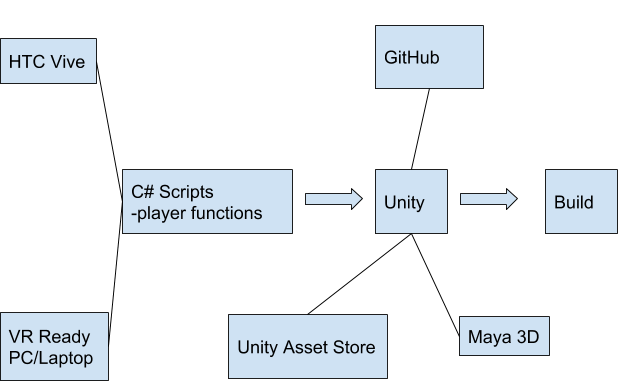 HTC Vive
GitHub
C# Scripts
-player functions
Unity
Build
VR Ready
PC/Laptop
Unity Asset Store
Maya 3D